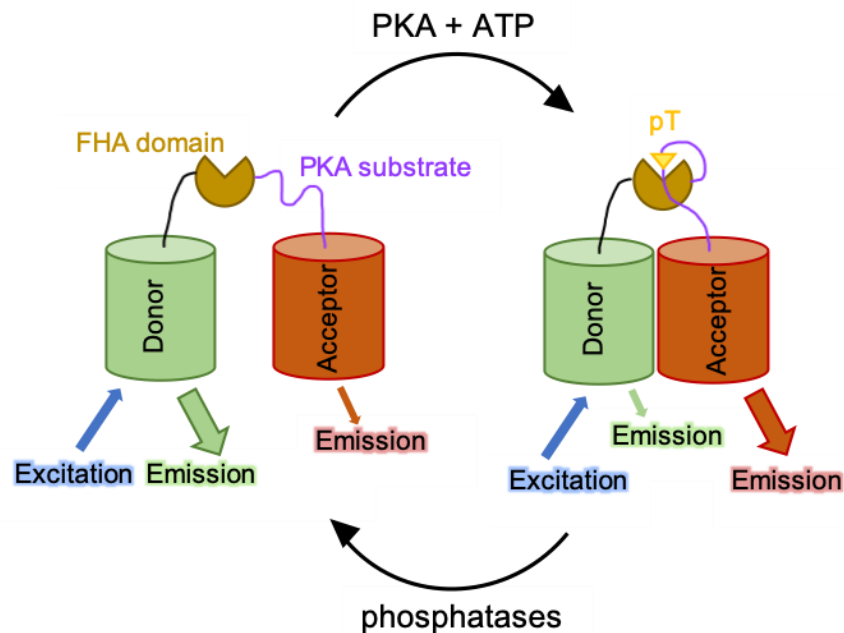 PKA + ATP
FHA domain
PKA substrate
pT
Donor
Acceptor
Donor
Acceptor
Excitation
Emission
Emission
Excitation
Emission
Emission
phosphatases